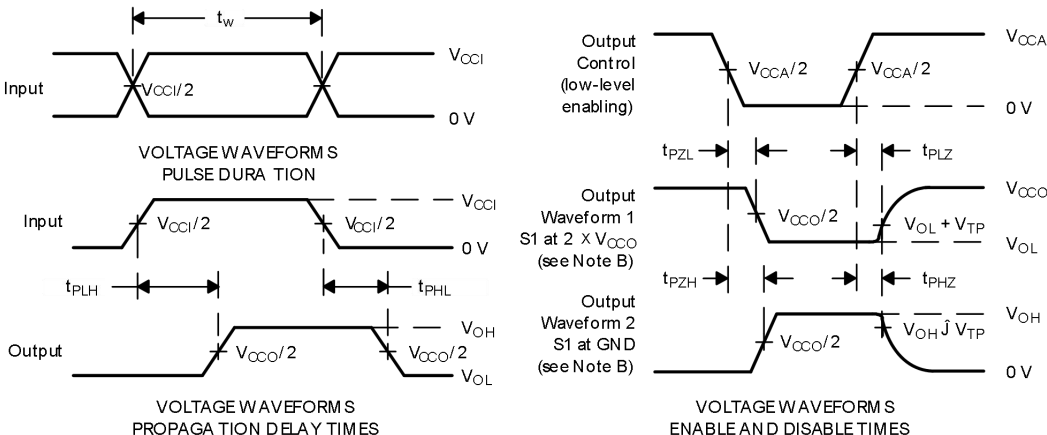 t_W
V_CCI
Input
V_CCI/2
0 V
VOLTAGE WAVEFORMS
PULSE DURATION
V_CCI
Input
V_CCI/2
V_CCI/2
0 V
t_PLH
t_PHL
V_OH
Output
V_CCO/2
V_CCO/2
V_OL
VOLTAGE WAVEFORMS
PROPAGATION DELAY TIMES
Output
Control
(low-level
enabling)
V_CCA
V_CCA/2
V_CCA/2
0 V
t_PZL
t_PLZ
Output
Waveform 1
S1 at 2 X V_CCO
(see Note B)
V_CCO
V_CCO/2
V_OL + V_TP
V_OL
t_PZH
t_PHZ
Output
Waveform 2
S1 at GND
(see Note B)
V_OH
V_CCO/2
V_OH Ĵ V_TP
0 V
VOLTAGE WAVEFORMS
ENABLE AND DISABLE TIMES